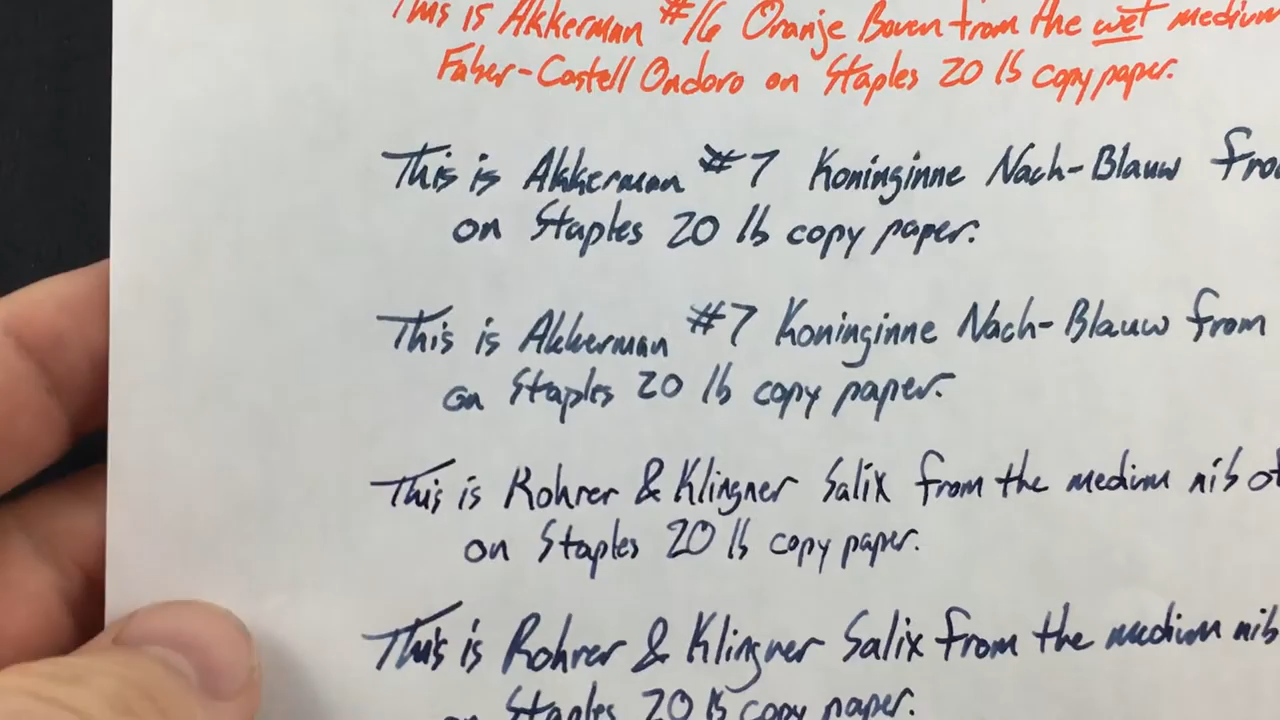 This is Akkerman #16 Oranje Boven from the wet medium
Faber-Castell Ondoro on Staples 20 lb copy paper.
This is Akkerman #7 Koninginne Nach-Blauw from
on Staples 20 lb copy paper.
This is Akkerman #7 Koninginne Nach-Blauw from
on Staples 20 lb copy paper.
This is Rohrer & Klingner Salix from the medium nib of
on Staples 20 lb copy paper.
This is Rohrer & Klingner Salix from the medium nib
on Staples 20 lb copy paper.